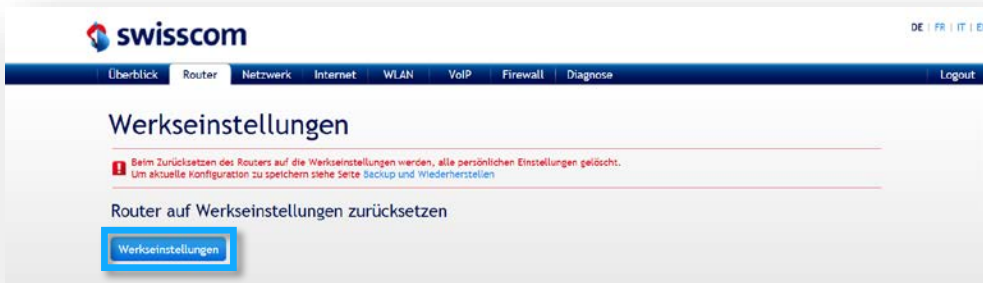 swisscom
DE | FR | IT |
Überblick Router Netzwerk Internet WLAN VoIP Firewall Diagnose Logout
Werkseinstellungen
Beim Zurücksetzen des Routers auf die Werkseinstellungen werden, alle persönlichen Einstellungen gelöscht.
Um aktuelle Konfiguration zu speichern siehe Seite Backup und Wiederherstellen
Router auf Werkseinstellungen zurücksetzen
Werkseinstellungen